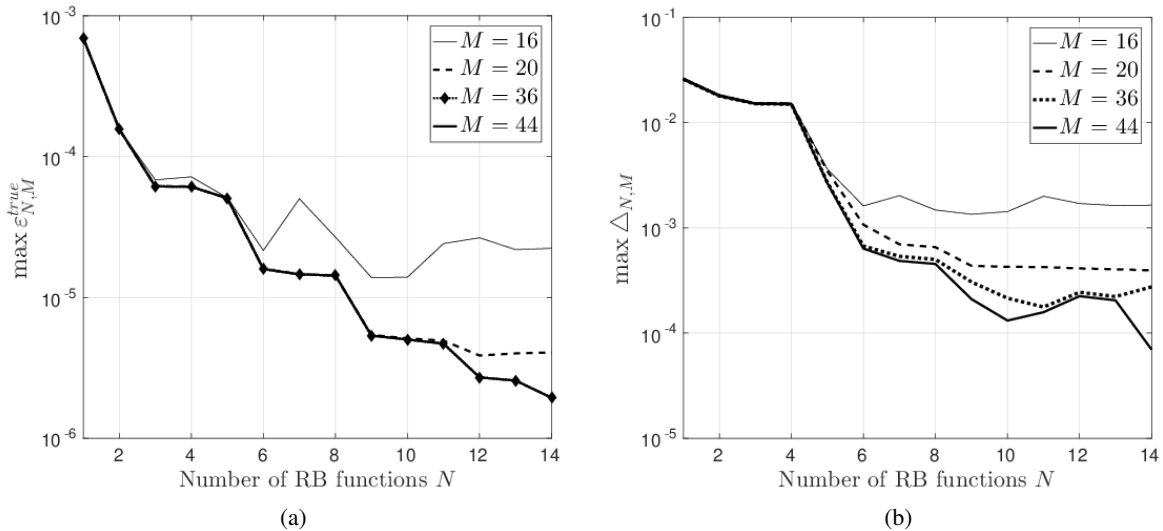 10^-3
10^-4
10^-5
10^-6
max ε^{true}_{N,M}
M = 16
M = 20
M = 36
M = 44
2 4 6 8 10 12 14
Number of RB functions N
(a)
10^-1
10^-2
10^-3
10^-4
10^-5
max △_{N,M}
M = 16
M = 20
M = 36
M = 44
2 4 6 8 10 12 14
Number of RB functions N
(b)